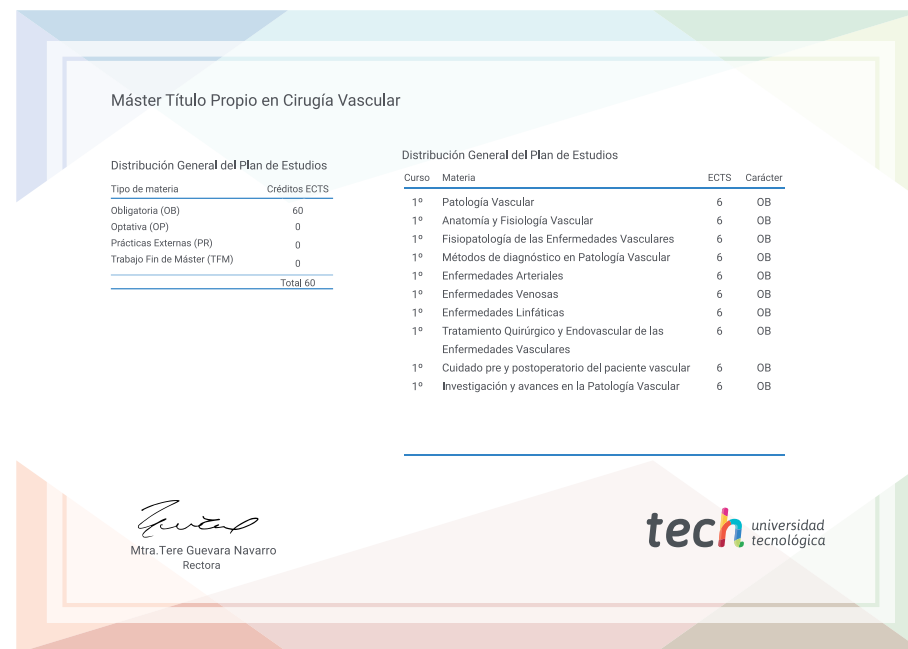 Máster Título Propio en Cirugía Vascular
Distribución General del Plan de Estudios
Tipo de materia Créditos ECTS
Obligatoria (OB) 60
Optativa (OP) 0
Prácticas Externas (PR) 0
Trabajo Fin de Máster (TFM) 0
Total 60
Distribución General del Plan de Estudios
Curso Materia ECTS Carácter
1º Patología Vascular 6 OB
1º Anatomía y Fisiología Vascular 6 OB
1º Fisiopatología de las Enfermedades Vasculares 6 OB
1º Métodos de diagnóstico en Patología Vascular 6 OB
1º Enfermedades Arteriales 6 OB
1º Enfermedades Venosas 6 OB
1º Enfermedades Linfáticas 6 OB
1º Tratamiento Quirúrgico y Endovascular de las 6 OB
Enfermedades Vasculares
1º Cuidado pre y postoperatorio del paciente vascular 6 OB
1º Investigación y avances en la Patología Vascular 6 OB
Mtra.Tere Guevara Navarro
Rectora
tech universidad
tecnológica